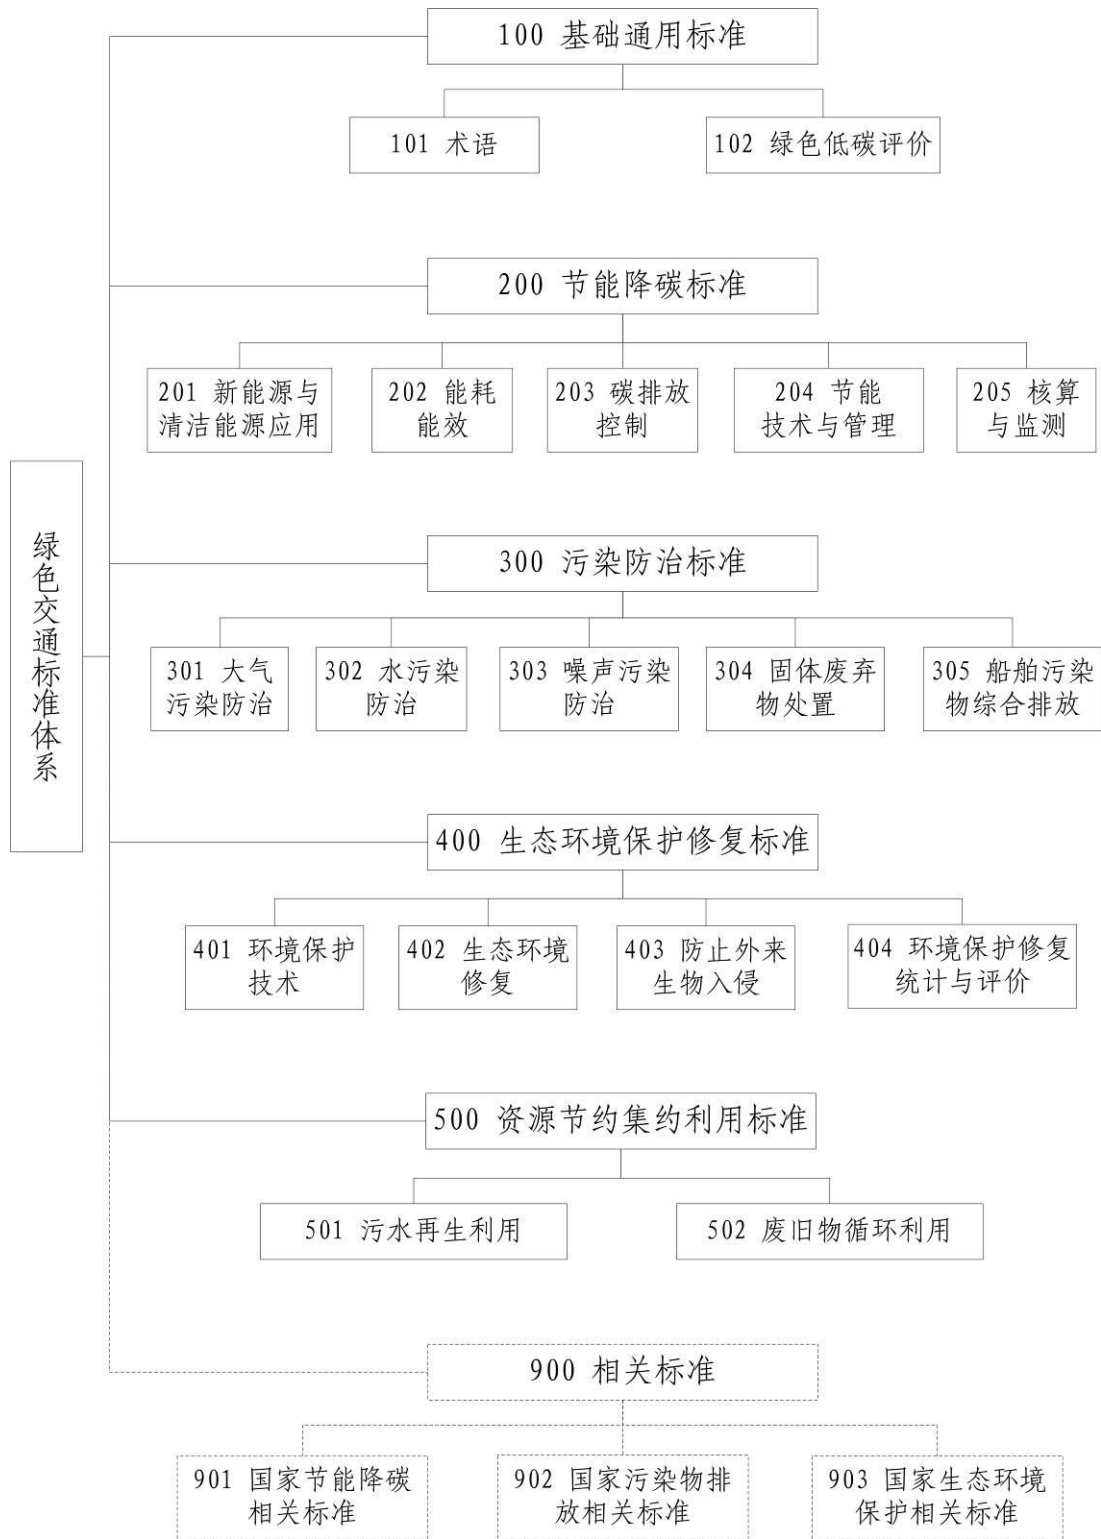 100 基础通用标准
101 术语
102 绿色低碳评价
200 节能降碳标准
201 新能源与
清洁能源应用
202 能耗
能效
203 碳排放
控制
204 节能
技术与管理
205 核算
与监测
绿色交通标准体系
300 污染防治标准
301 大气
污染防治
302 水污染
防治
303 噪声污染
防治
304 固体废弃
物处置
305 船舶污染
物综合排放
400 生态环境保护修复标准
401 环境保护
技术
402 生态环境
修复
403 防止外来
生物入侵
404 环境保护修复
统计与评价
500 资源节约集约利用标准
501 污水再生利用
502 废旧物循环利用
900 相关标准
901 国家节能降碳
相关标准
902 国家污染物排
放相关标准
903 国家生态环境
保护相关标准